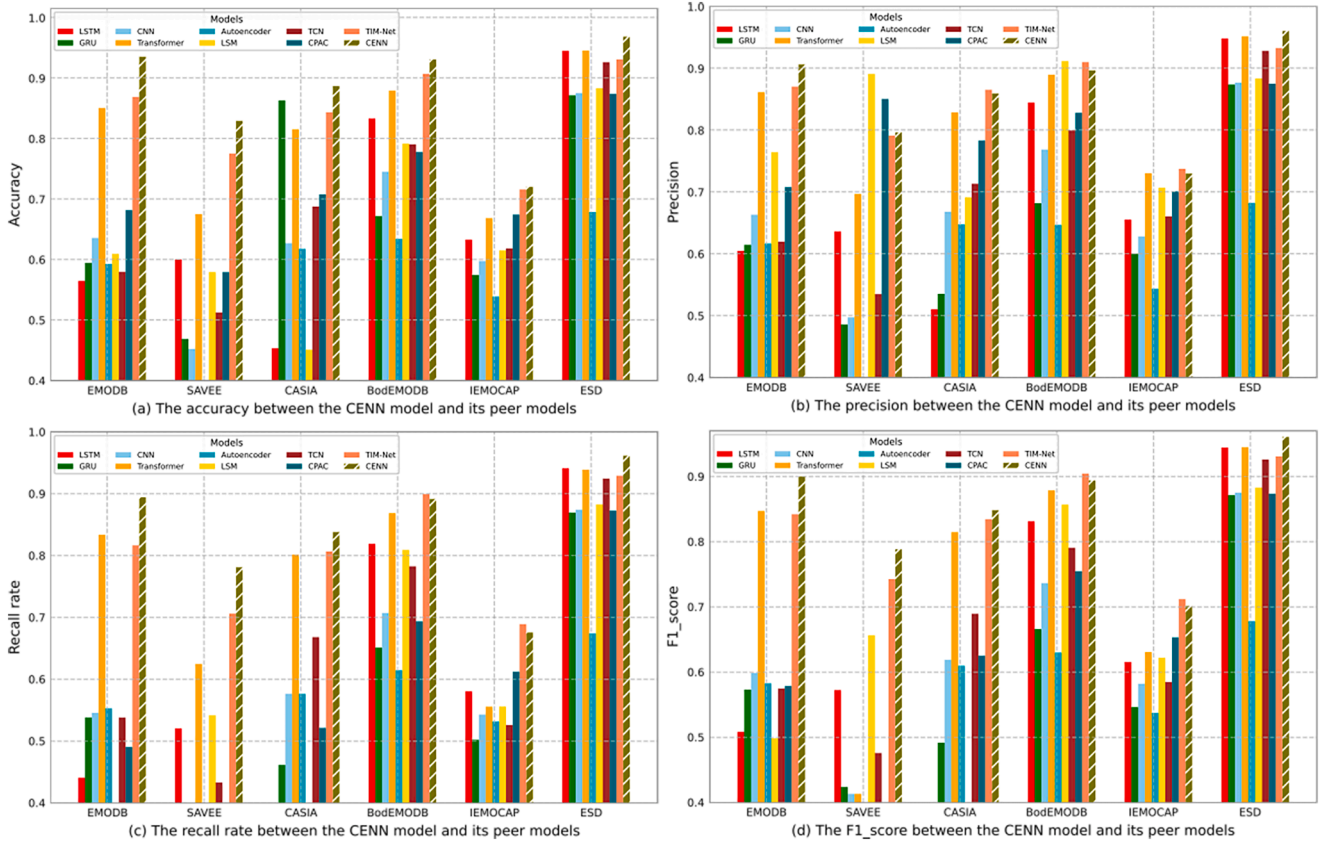 Models
LSTM CNN Autoencoder TCN TIM-Net
GRU Transformer LSM CPAC CENN
Accuracy
0.9
0.8
0.7
0.6
0.5
0.4
EMODB SAVEE CASIA BodEMODB IEMOCAP ESD
(a) The accuracy between the CENN model and its peer models
Models
LSTM CNN Autoencoder TCN TIM-Net
GRU Transformer LSM CPAC CENN
Precision
1.0
0.9
0.8
0.7
0.6
0.5
0.4
EMODB SAVEE CASIA BodEMODB IEMOCAP ESD
(b) The precision between the CENN model and its peer models
Models
LSTM CNN Autoencoder TCN TIM-Net
GRU Transformer LSM CPAC CENN
Recall rate
1.0
0.9
0.8
0.7
0.6
0.5
0.4
EMODB SAVEE CASIA BodEMODB IEMOCAP ESD
(c) The recall rate between the CENN model and its peer models
Models
LSTM CNN Autoencoder TCN TIM-Net
GRU Transformer LSM CPAC CENN
F1_score
0.9
0.8
0.7
0.6
0.5
0.4
EMODB SAVEE CASIA BodEMODB IEMOCAP ESD
(d) The F1_score between the CENN model and its peer models